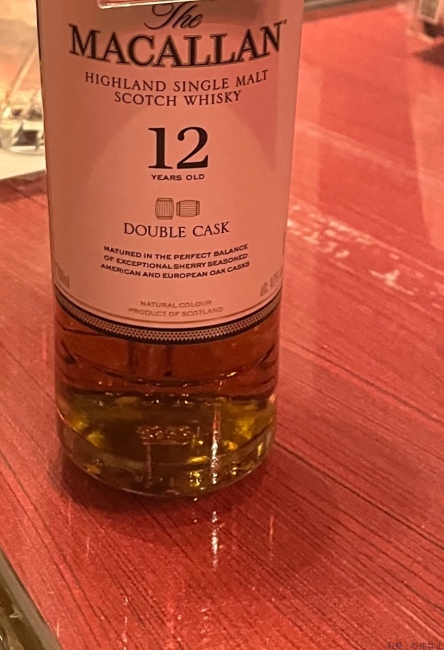 The
MACALLAN
HIGHLAND SINGLE MALT
SCOTCH WHISKY
12
YEARS OLD
DOUBLE CASK
MATURED IN THE PERFECT BALANCE
OF EXCEPTIONAL SHERRY SEASONED
AMERICAN AND EUROPEAN OAK CASKS
NATURAL COLOUR
PRODUCT OF SCOTLAND